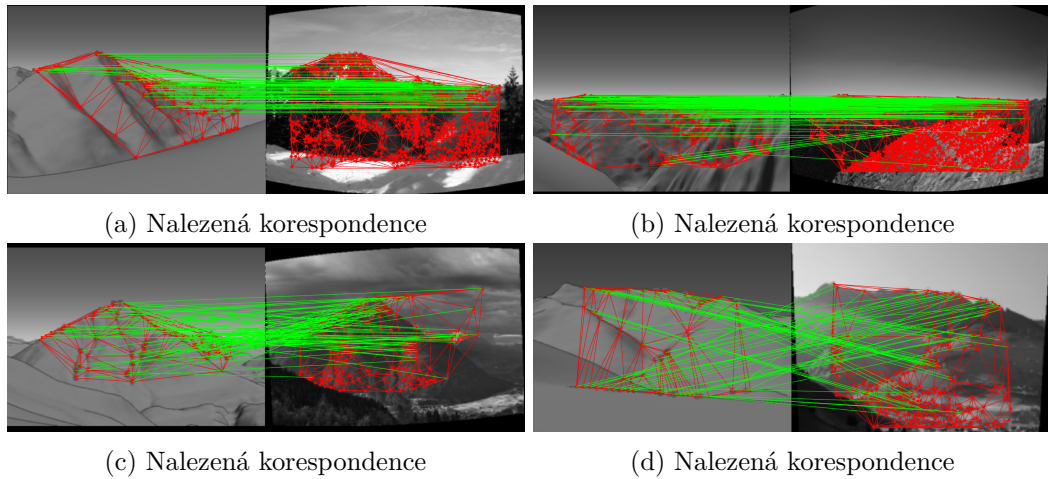 (a) Nalezená korespondence
(b) Nalezená korespondence
(c) Nalezená korespondence
(d) Nalezená korespondence